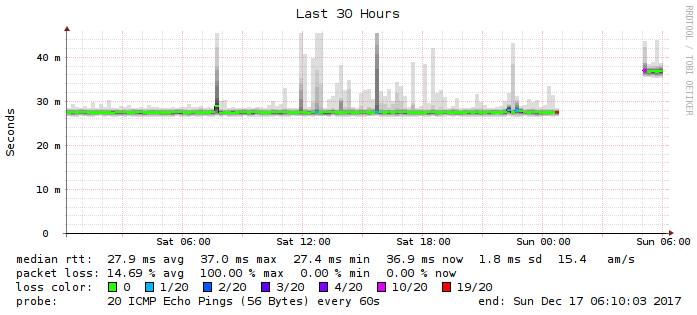 Last 30 Hours
RRDTOOL / TOBI OETIKER
Seconds
40 m
30 m
20 m
10 m
0
Sat 06:00 Sat 12:00 Sat 18:00 Sun 00:00 Sun 06:00
median rtt: 27.9 ms avg 37.0 ms max 27.4 ms min 36.9 ms now 1.8 ms sd 15.4 am/s
packet loss: 14.69 % avg 100.00 % max 0.00 % min 0.00 % now
loss color: 0 1/20 2/20 3/20 4/20 10/20 19/20
probe: 20 ICMP Echo Pings (56 Bytes) every 60s end: Sun Dec 17 06:10:03 2017